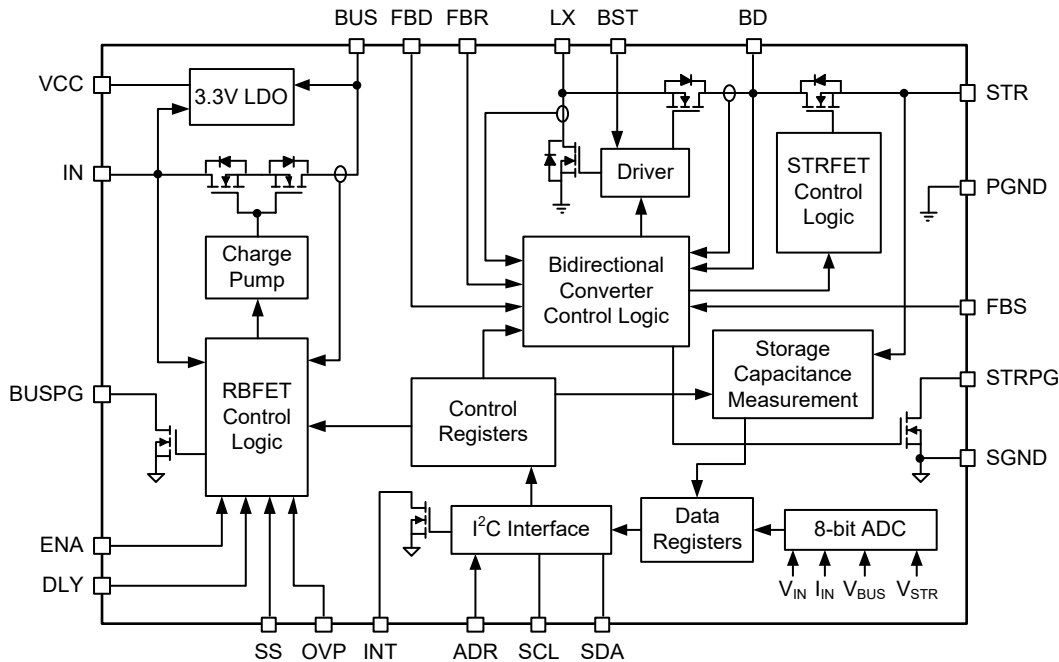 BUS FBD FBR LX BST BD
VCC
3.3V LDO
STR
IN
Driver
STRFET
Control
Logic
PGND
Charge
Pump
Bidirectional
Converter
Control Logic
FBS
Storage
Capacitance
Measurement
BUSPG
RBFET
Control
Logic
Control
Registers
STRPG
SGND
I²C Interface
Data
Registers
8-bit ADC
ENA
DLY
VIN IIN VBUS VSTR
SS OVP INT ADR SCL SDA